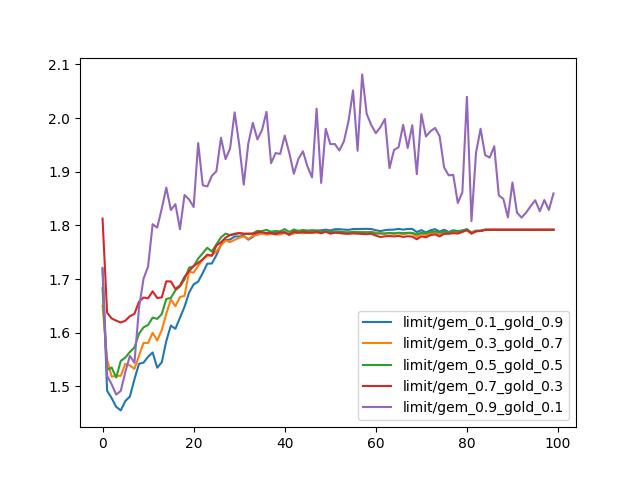 2.1
2.0
1.9
1.8
1.7
1.6
1.5
0 20 40 60 80 100
limit/gem_0.1_gold_0.9
limit/gem_0.3_gold_0.7
limit/gem_0.5_gold_0.5
limit/gem_0.7_gold_0.3
limit/gem_0.9_gold_0.1